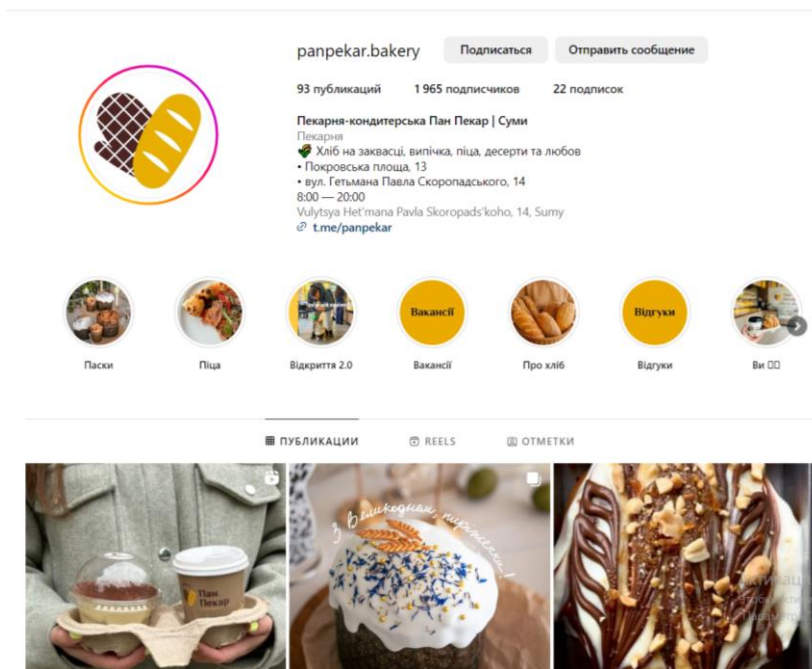 panpekar.bakery Подписаться Отправить сообщение
93 публикаций 1 965 подписчиков 22 подписок
Пекарня-кондитерська Пан Пекар | Суми
Пекарня
Хліб на заквасці, випічка, піца, десерти та любов
• Покровська площа, 13
• вул. Гетьмана Павла Скоропадського, 14
8:00 — 20:00
Vulytsya Het'mana Pavla Skoropads'koho, 14, Sumy
t.me/panpekar
Вакансії Відгуки
Паски Піца Відкриття 2.0 Вакансії Про хліб Відгуки Ви
ПУБЛИКАЦИИ REELS ОТМЕТКИ
З Великоднем,
Пан
Пекар